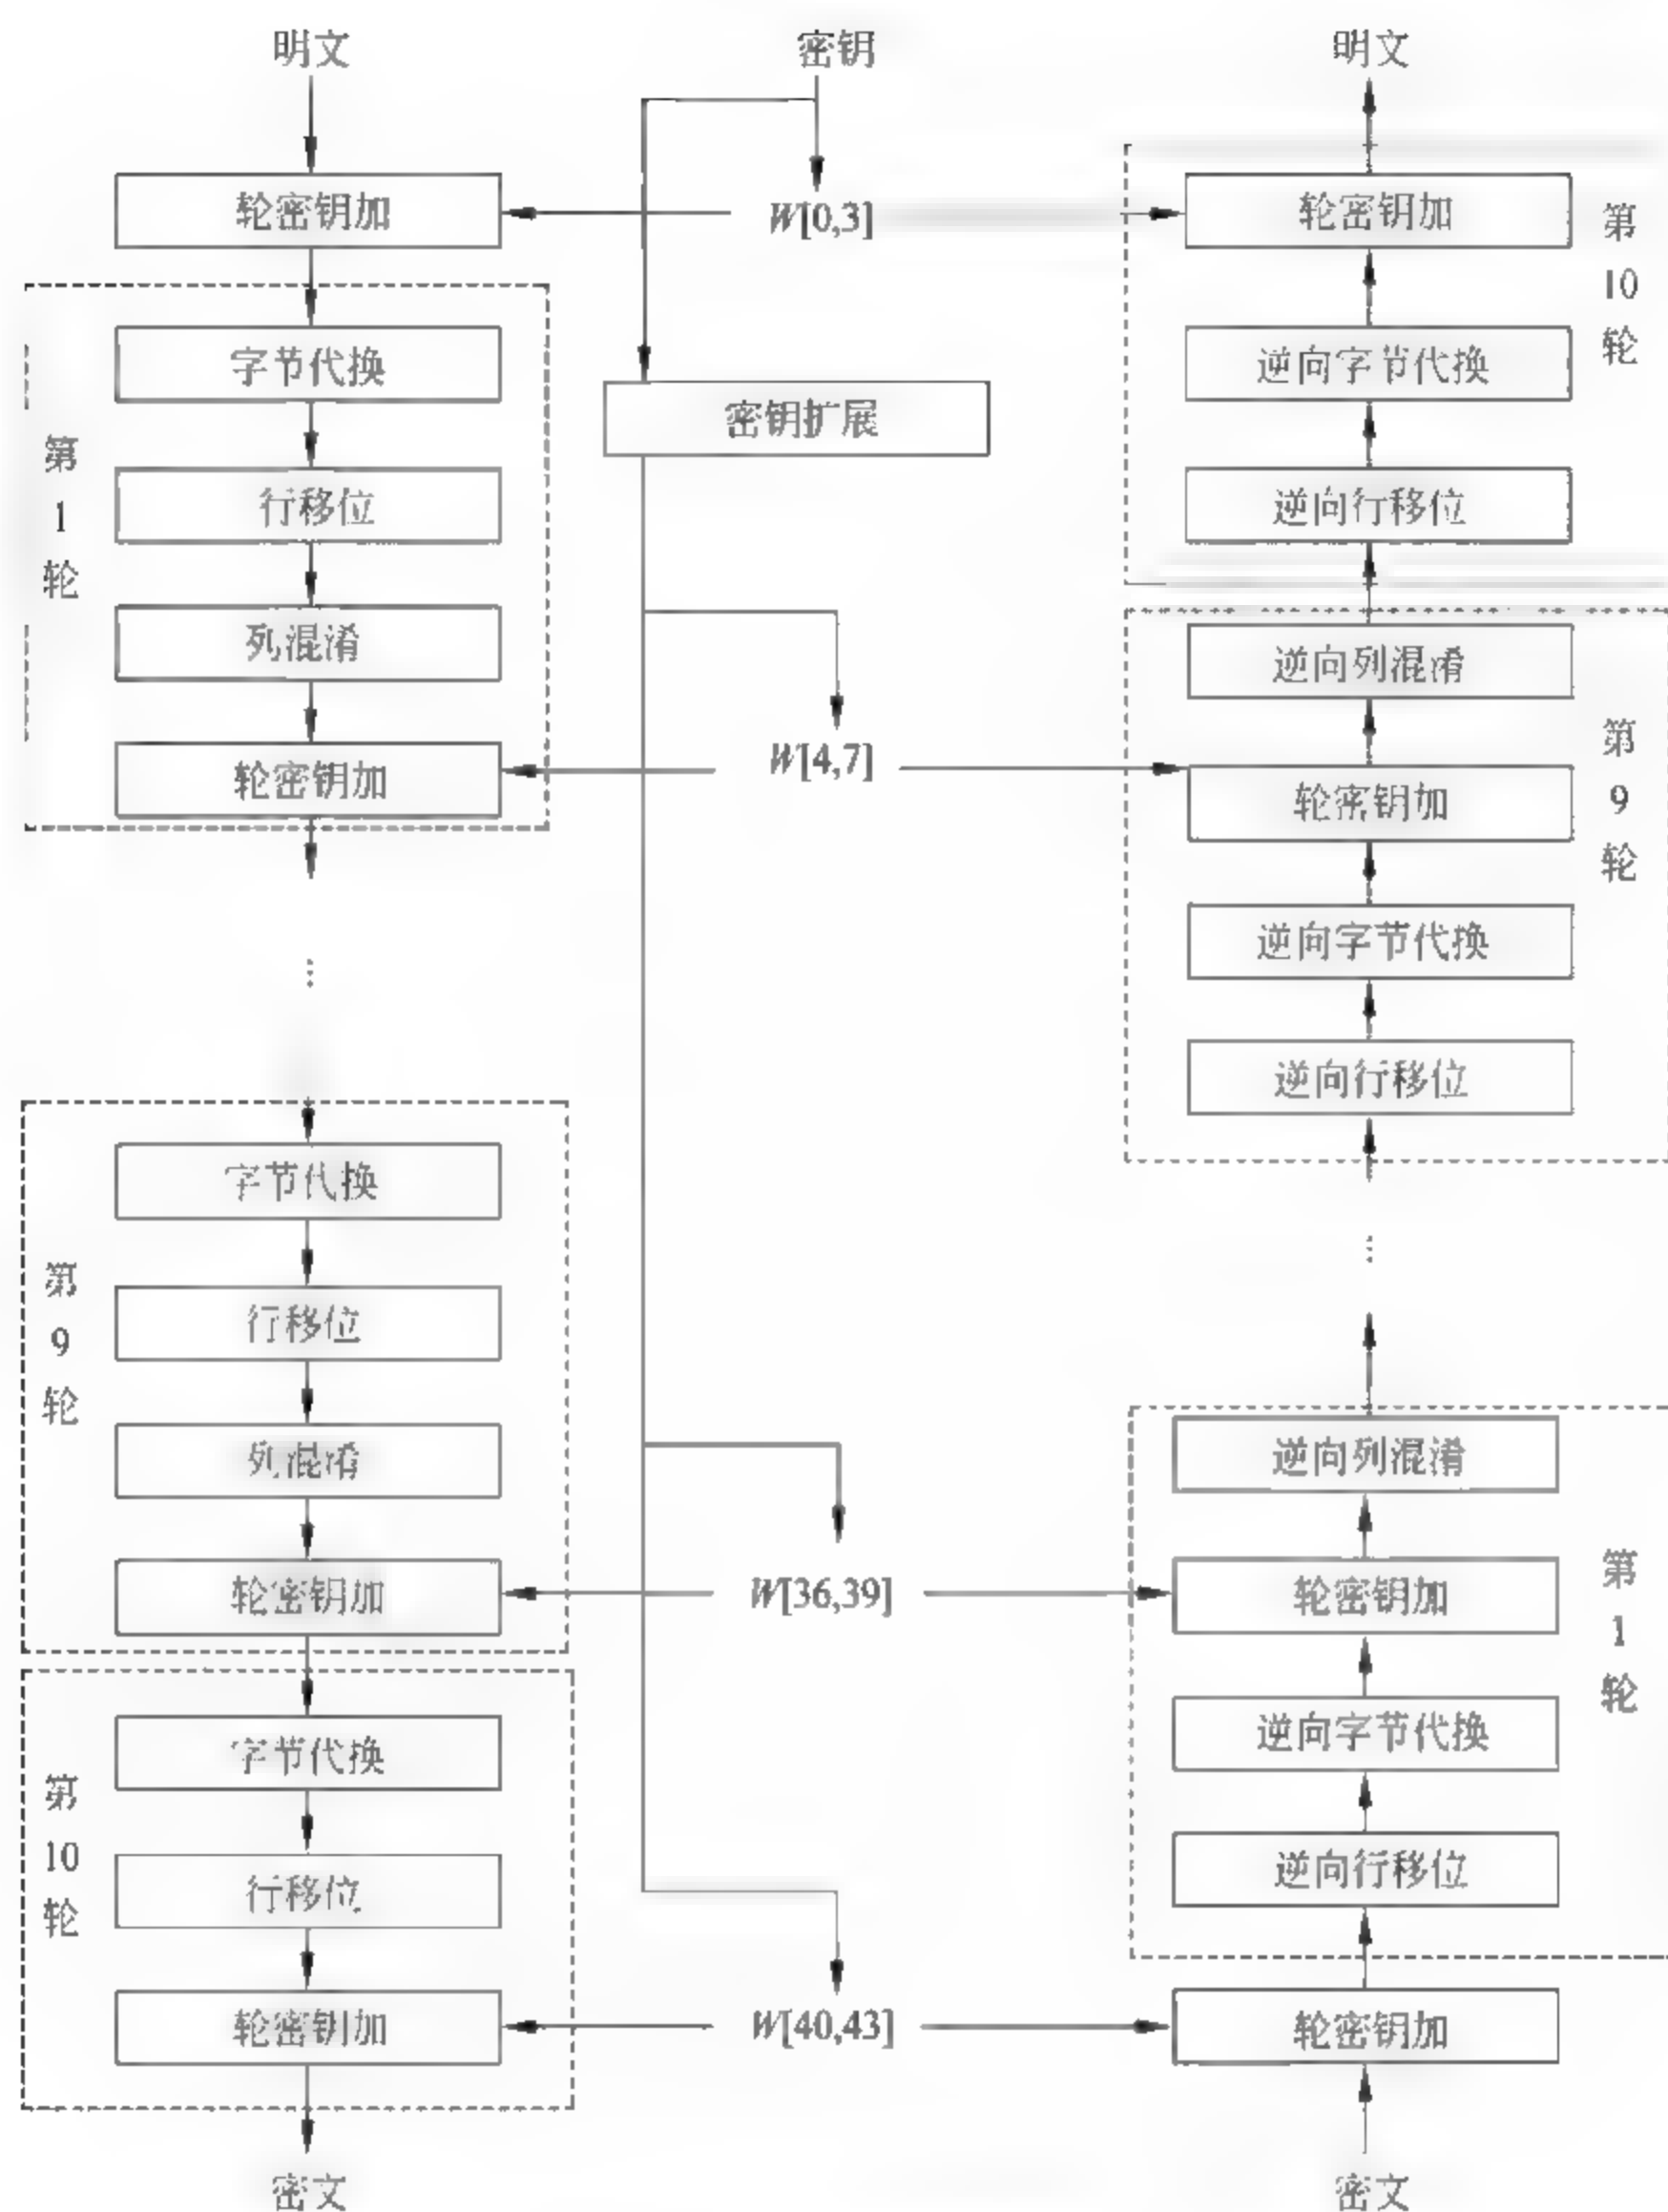 明文
轮密钥加
字节代换
行移位
列混淆
轮密钥加
第
1
轮
⋮
字节代换
行移位
列混淆
轮密钥加
第
9
轮
字节代换
行移位
轮密钥加
第
10
轮
密文
密钥
W[0,3]
密钥扩展
W[4,7]
W[36,39]
W[40,43]
明文
轮密钥加
逆向字节代换
逆向行移位
第
10
轮
逆向列混淆
轮密钥加
逆向字节代换
逆向行移位
第
9
轮
⋮
逆向列混淆
轮密钥加
逆向字节代换
逆向行移位
第
1
轮
轮密钥加
密文